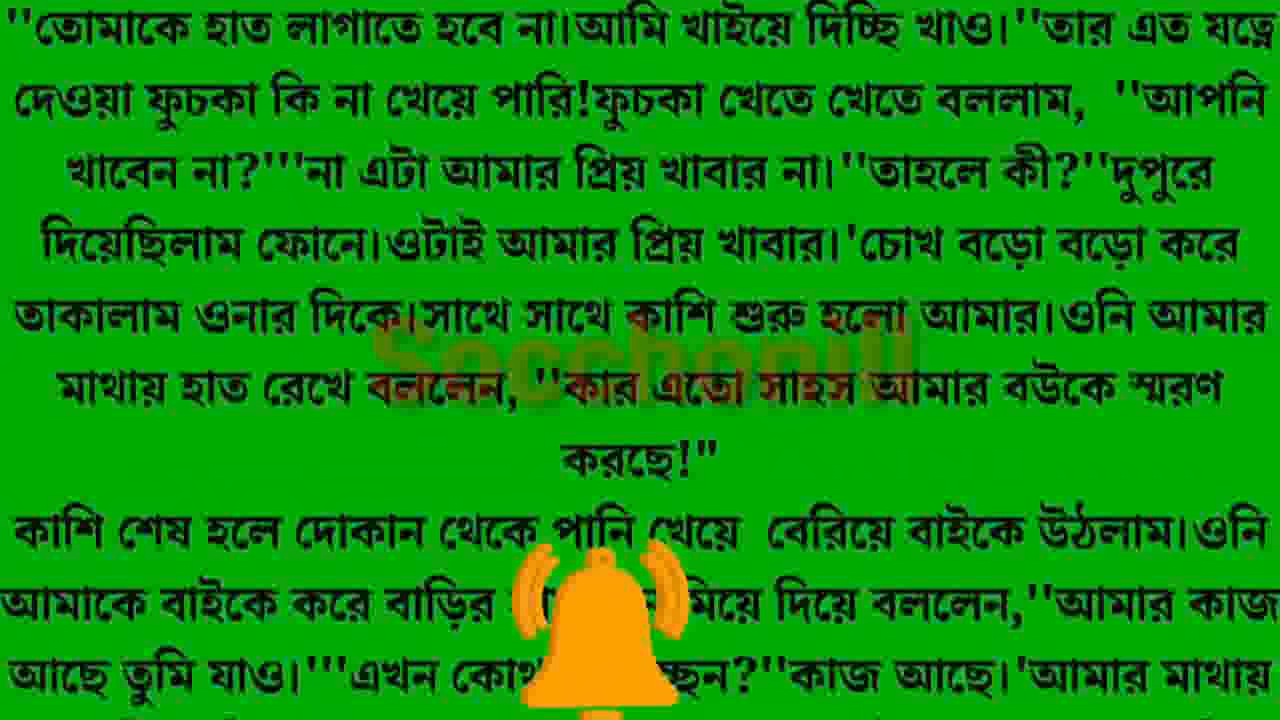 ''তোমাকে হাত লাগাতে হবে না।আমি খাইয়ে দিচ্ছি খাও।''তার এত যত্নে
দেওয়া ফুচকা কি না খেয়ে পারি!ফুচকা খেতে খেতে বললাম, ''আপনি
খাবেন না?'''না এটা আমার প্রিয় খাবার না।''তাহলে কী?''দুপুরে
দিয়েছিলাম ফোনে।ওটাই আমার প্রিয় খাবার।'চোখ বড়ো বড়ো করে
তাকালাম ওনার দিকে।সাথে সাথে কাশি শুরু হলো আমার।ওনি আমার
মাথায় হাত রেখে বললেন,''কার এতো সাহস আমার বউকে স্মরণ
করছে!"
কাশি শেষ হলে দোকান থেকে পানি খেয়ে বেরিয়ে বাইকে উঠলাম।ওনি
আমাকে বাইকে করে বাড়ির মিয়ে দিয়ে বললেন,''আমার কাজ
আছে তুমি যাও।'''এখন ছেন?''কাজ আছে।'আমার মাথায়